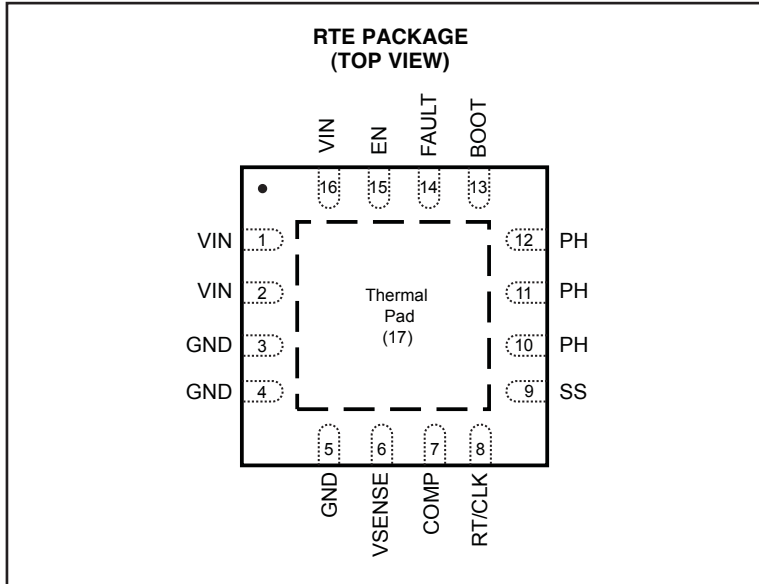 RTE PACKAGE
(TOP VIEW)
VIN
EN
FAULT
BOOT
16
15
14
13
VIN 1
12 PH
VIN 2
11 PH
Thermal
Pad
(17)
GND 3
10 PH
GND 4
9 SS
5
6
7
8
GND
VSENSE
COMP
RT/CLK